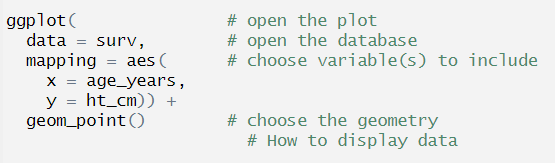 ggplot( # open the plot
data = surv, # open the database
mapping = aes( # choose variable(s) to include
x = age_years,
y = ht_cm)) +
geom_point() # choose the geometry
# How to display data